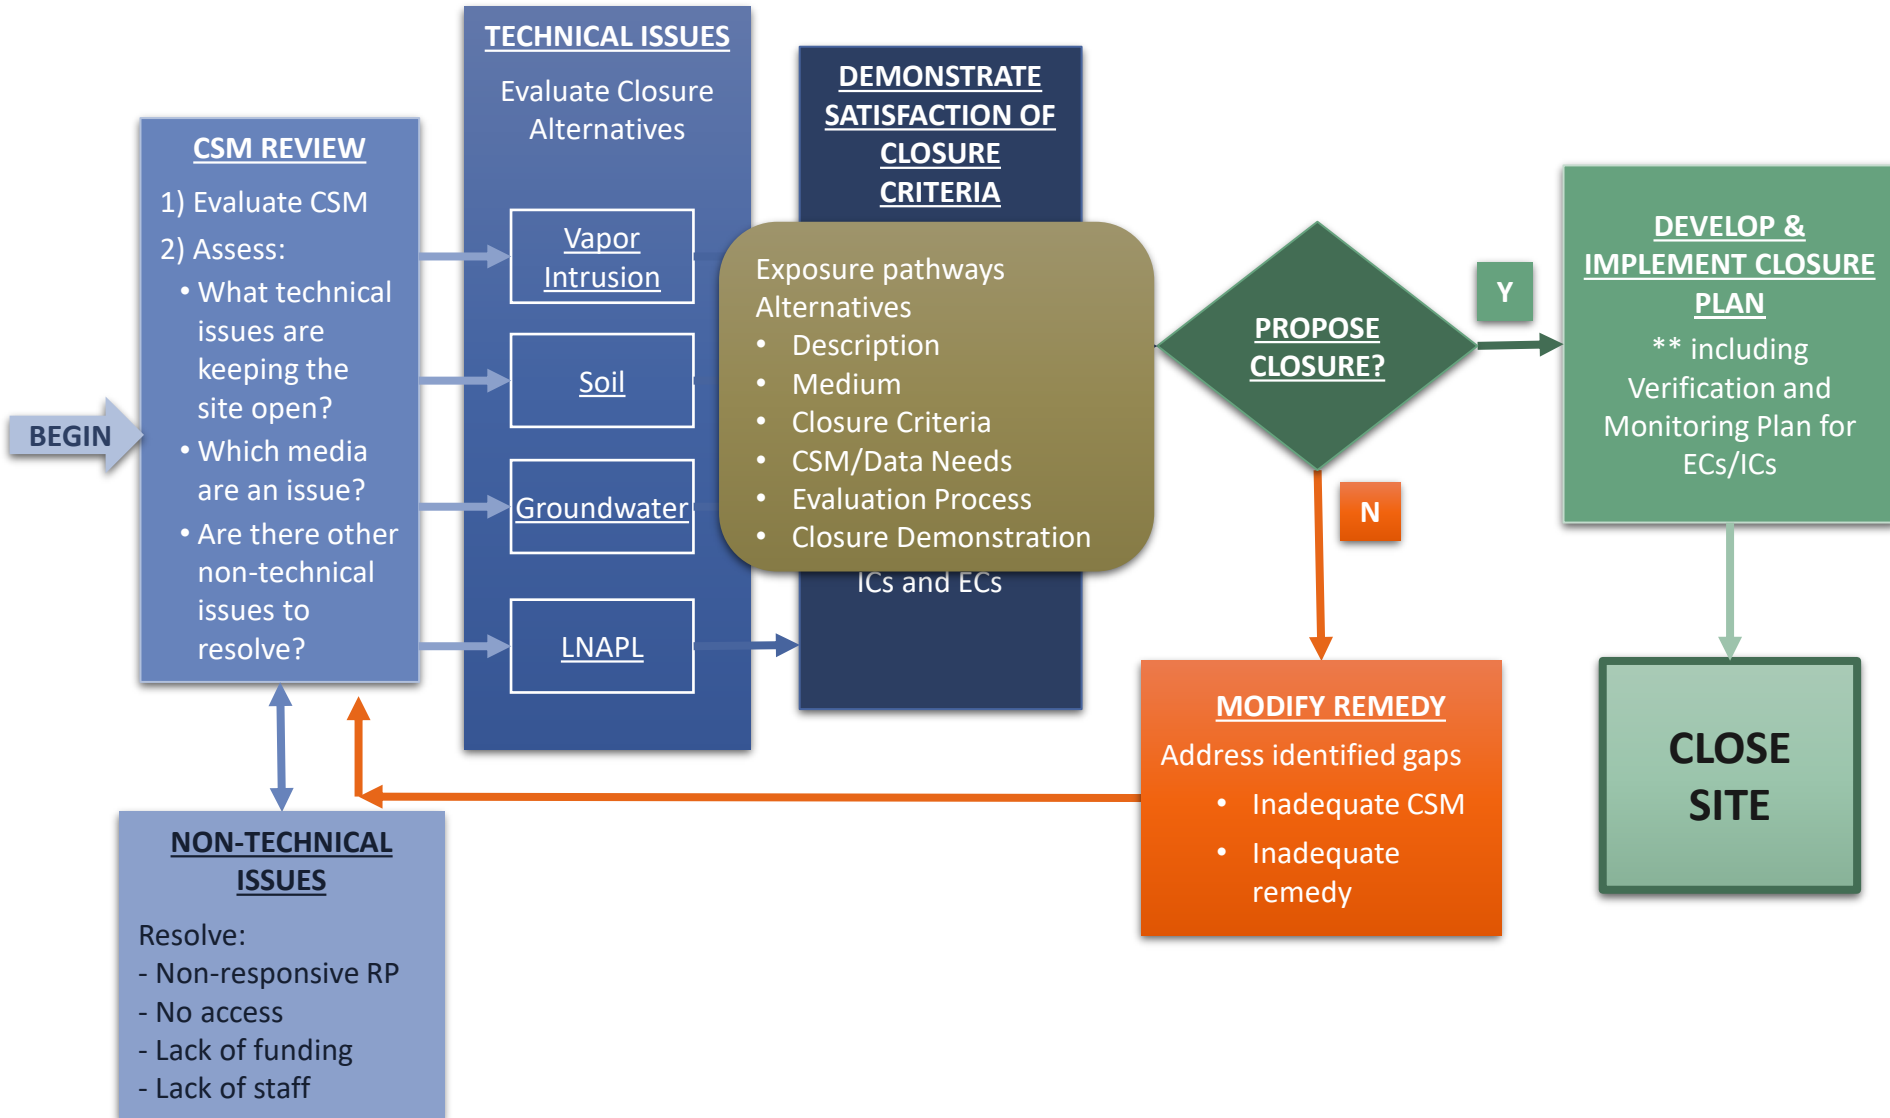 BEGIN
CSM REVIEW
1) Evaluate CSM
2) Assess:
• What technical
issues are
keeping the
site open?
• Which media
are an issue?
• Are there other
non-technical
issues to
resolve?
NON-TECHNICAL
ISSUES
Resolve:
- Non-responsive RP
- No access
- Lack of funding
- Lack of staff
TECHNICAL ISSUES
Evaluate Closure
Alternatives
Vapor
Intrusion
Soil
Groundwater
LNAPL
DEMONSTRATE
SATISFACTION OF
CLOSURE
CRITERIA
Exposure pathways
Alternatives
• Description
• Medium
• Closure Criteria
• CSM/Data Needs
• Evaluation Process
• Closure Demonstration
ICs and ECs
PROPOSE
CLOSURE?
Y
N
MODIFY REMEDY
Address identified gaps
• Inadequate CSM
• Inadequate
remedy
DEVELOP &
IMPLEMENT CLOSURE
PLAN
** including
Verification and
Monitoring Plan for
ECs/ICs
CLOSE
SITE